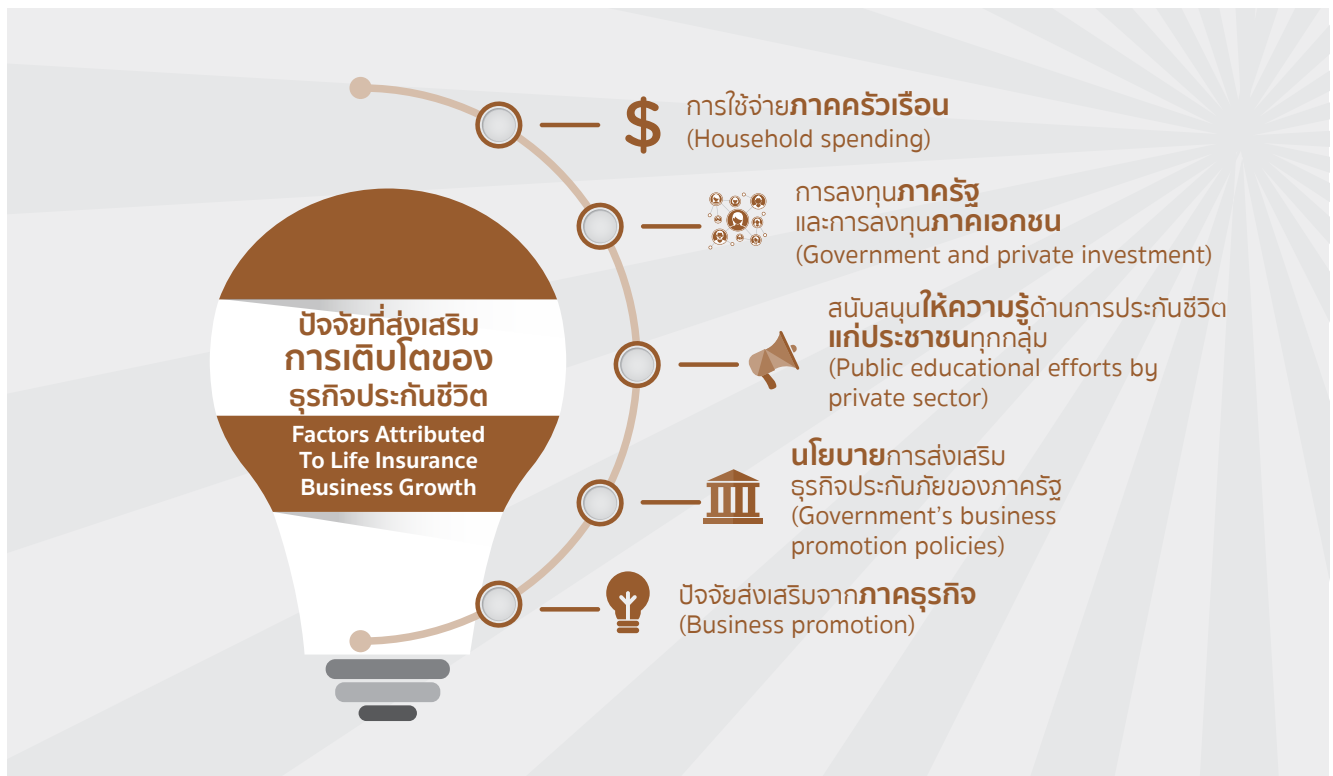 ปัจจัยที่ส่งเสริม
การเติบโตของ
ธุรกิจประกันชีวิต
Factors Attributed
To Life Insurance
Business Growth
$
การใช้จ่ายภาคครัวเรือน
(Household spending)
การลงทุนภาครัฐ
และการลงทุนภาคเอกชน
(Government and private investment)
สนับสนุนให้ความรู้ด้านการประกันชีวิต
แก่ประชาชนทุกกลุ่ม
(Public educational efforts by
private sector)
นโยบายการส่งเสริม
ธุรกิจประกันภัยของภาครัฐ
(Government’s business
promotion policies)
ปัจจัยส่งเสริมจากภาคธุรกิจ
(Business promotion)